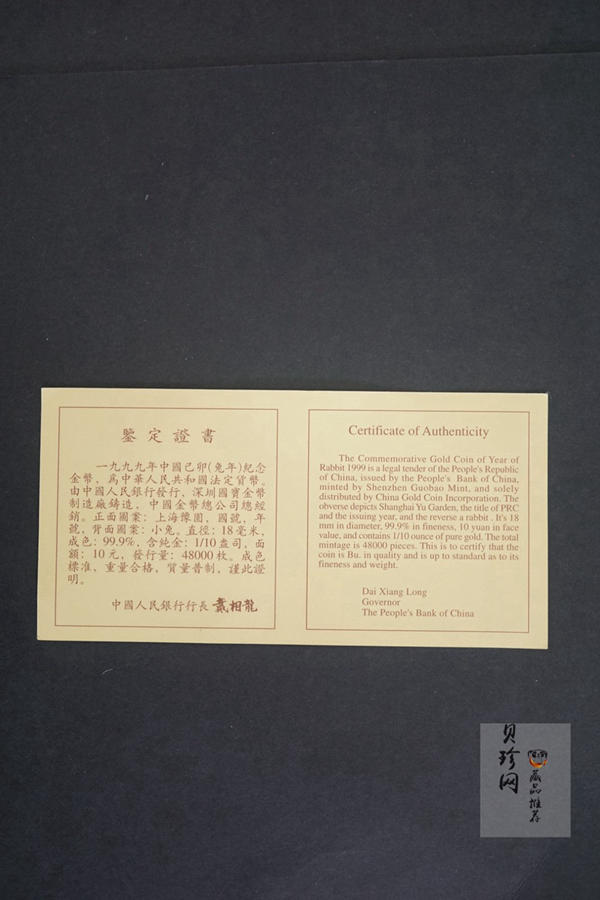 鑒定證書
一九九九年中國己卯(兔年)紀念
金幣，爲中華人民共和國法定貨幣，
由中國人民銀行發行，深圳國寶金幣
制造廠鑄造，中國金幣總公司總經
銷。正面圖案：上海豫園，國號，年
號，背面圖案：小兔。直徑：18毫米，
成色：99.9%，含純金：1/10盎司，面
額：10元，發行量：48000枚。成色
標准，重量合格，質量普制，謹此證
明。
中國人民銀行行長 戴相龍
Certificate of Authenticity
The Commemorative Gold Coin of Year of
Rabbit 1999 is a legal tender of the People's Republic
of China, issued by the People's Bank of China,
minted by Shenzhen Guobao Mint, and solely
distributed by China Gold Coin Incorporation. The
obverse depicts Shanghai Yu Garden, the title of PRC
and the issuing year, and the reverse a rabbit . It's 18
mm in diameter, 99.9% in fineness, 10 yuan in face
value, and contains 1/10 ounce of pure gold. The total
mintage is 48000 pieces. This is to certify that the
coin is Bu. in quality and is up to standard as to its
fineness and weight.
Dai Xiang Long
Governor
The People's Bank of China
贝珍网
藏品推荐